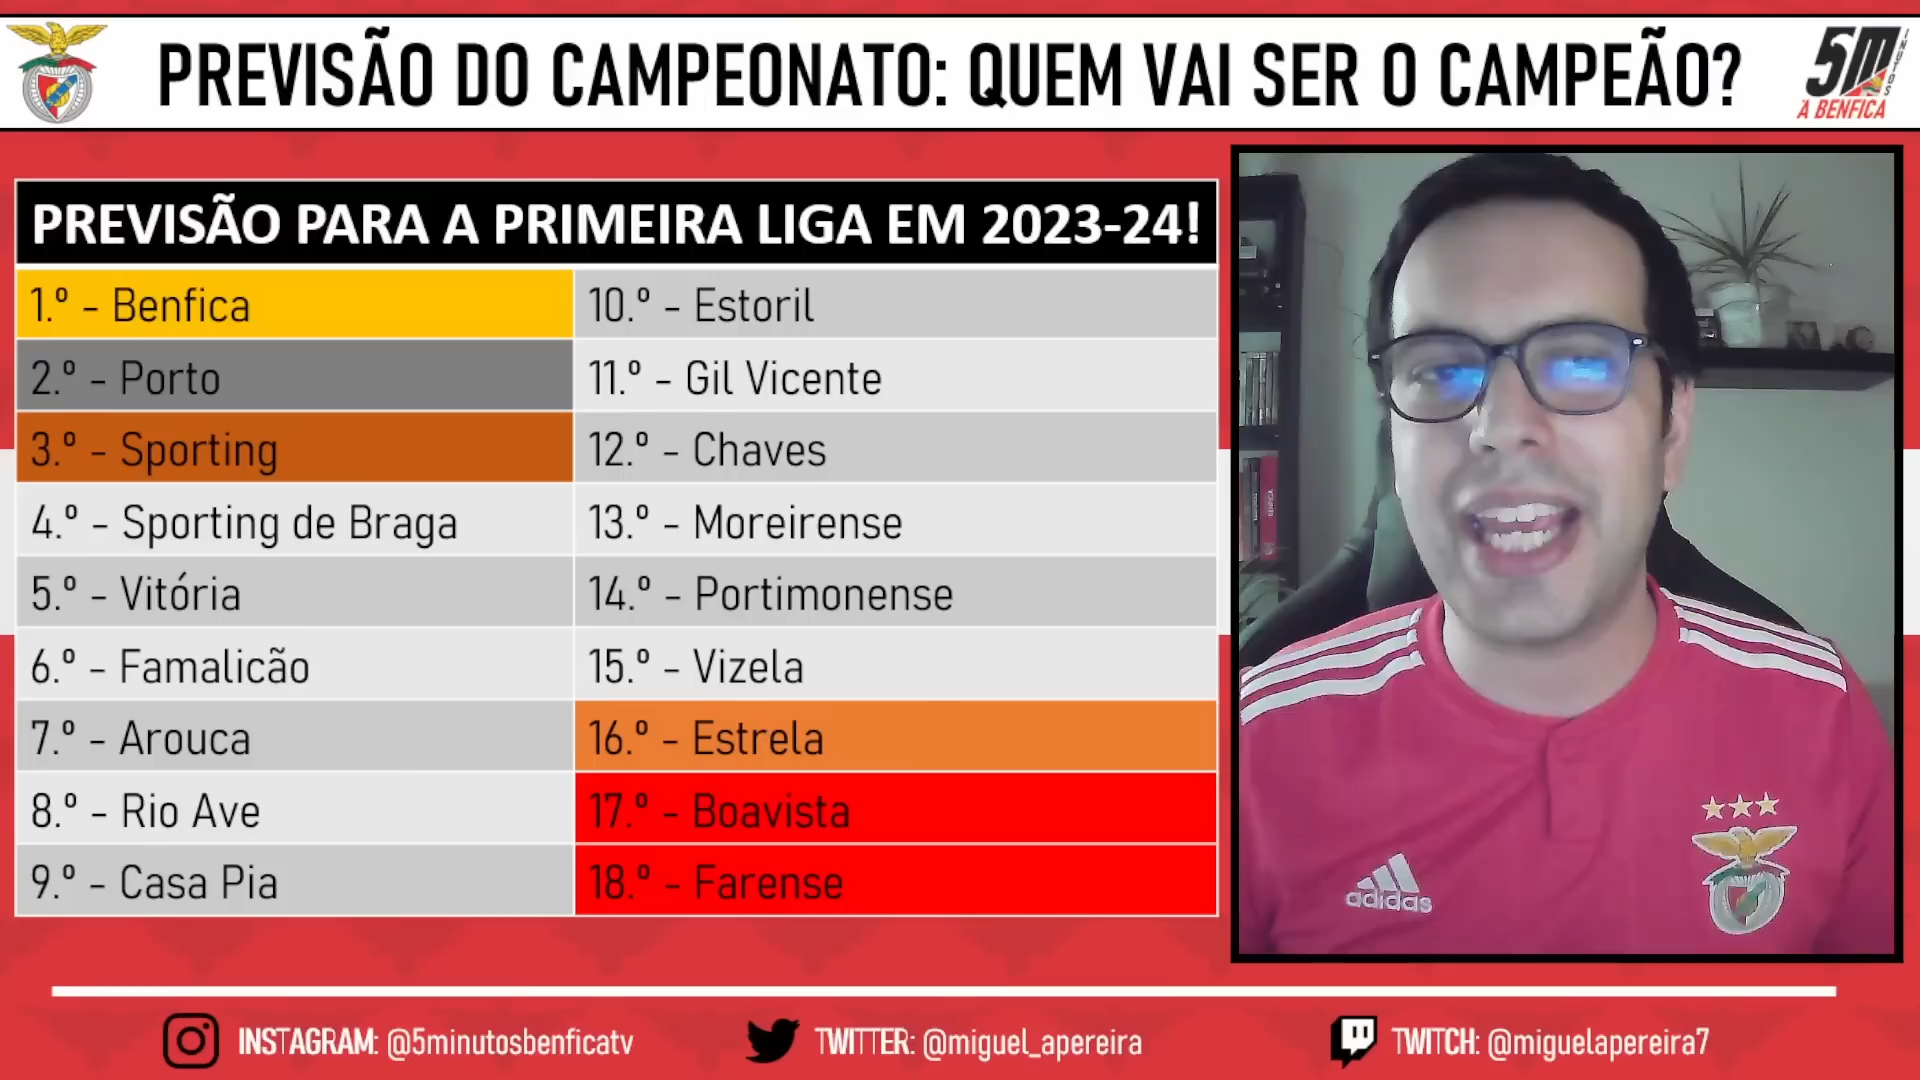 PREVISÃO DO CAMPEONATO: QUEM VAI SER O CAMPEÃO?
5M
INUTOS
À BENFICA
PREVISÃO PARA A PRIMEIRA LIGA EM 2023-24!
1.º - Benfica
2.º - Porto
3.º - Sporting
4.º - Sporting de Braga
5.º - Vitória
6.º - Famalicão
7.º - Arouca
8.º - Rio Ave
9.º - Casa Pia
10.º - Estoril
11.º - Gil Vicente
12.º - Chaves
13.º - Moreirense
14.º - Portimonense
15.º - Vizela
16.º - Estrela
17.º - Boavista
18.º - Farense
adidas
INSTAGRAM: @5minutosbenficatv
TWITTER: @miguel_apereira
TWITCH: @miguelapereira7